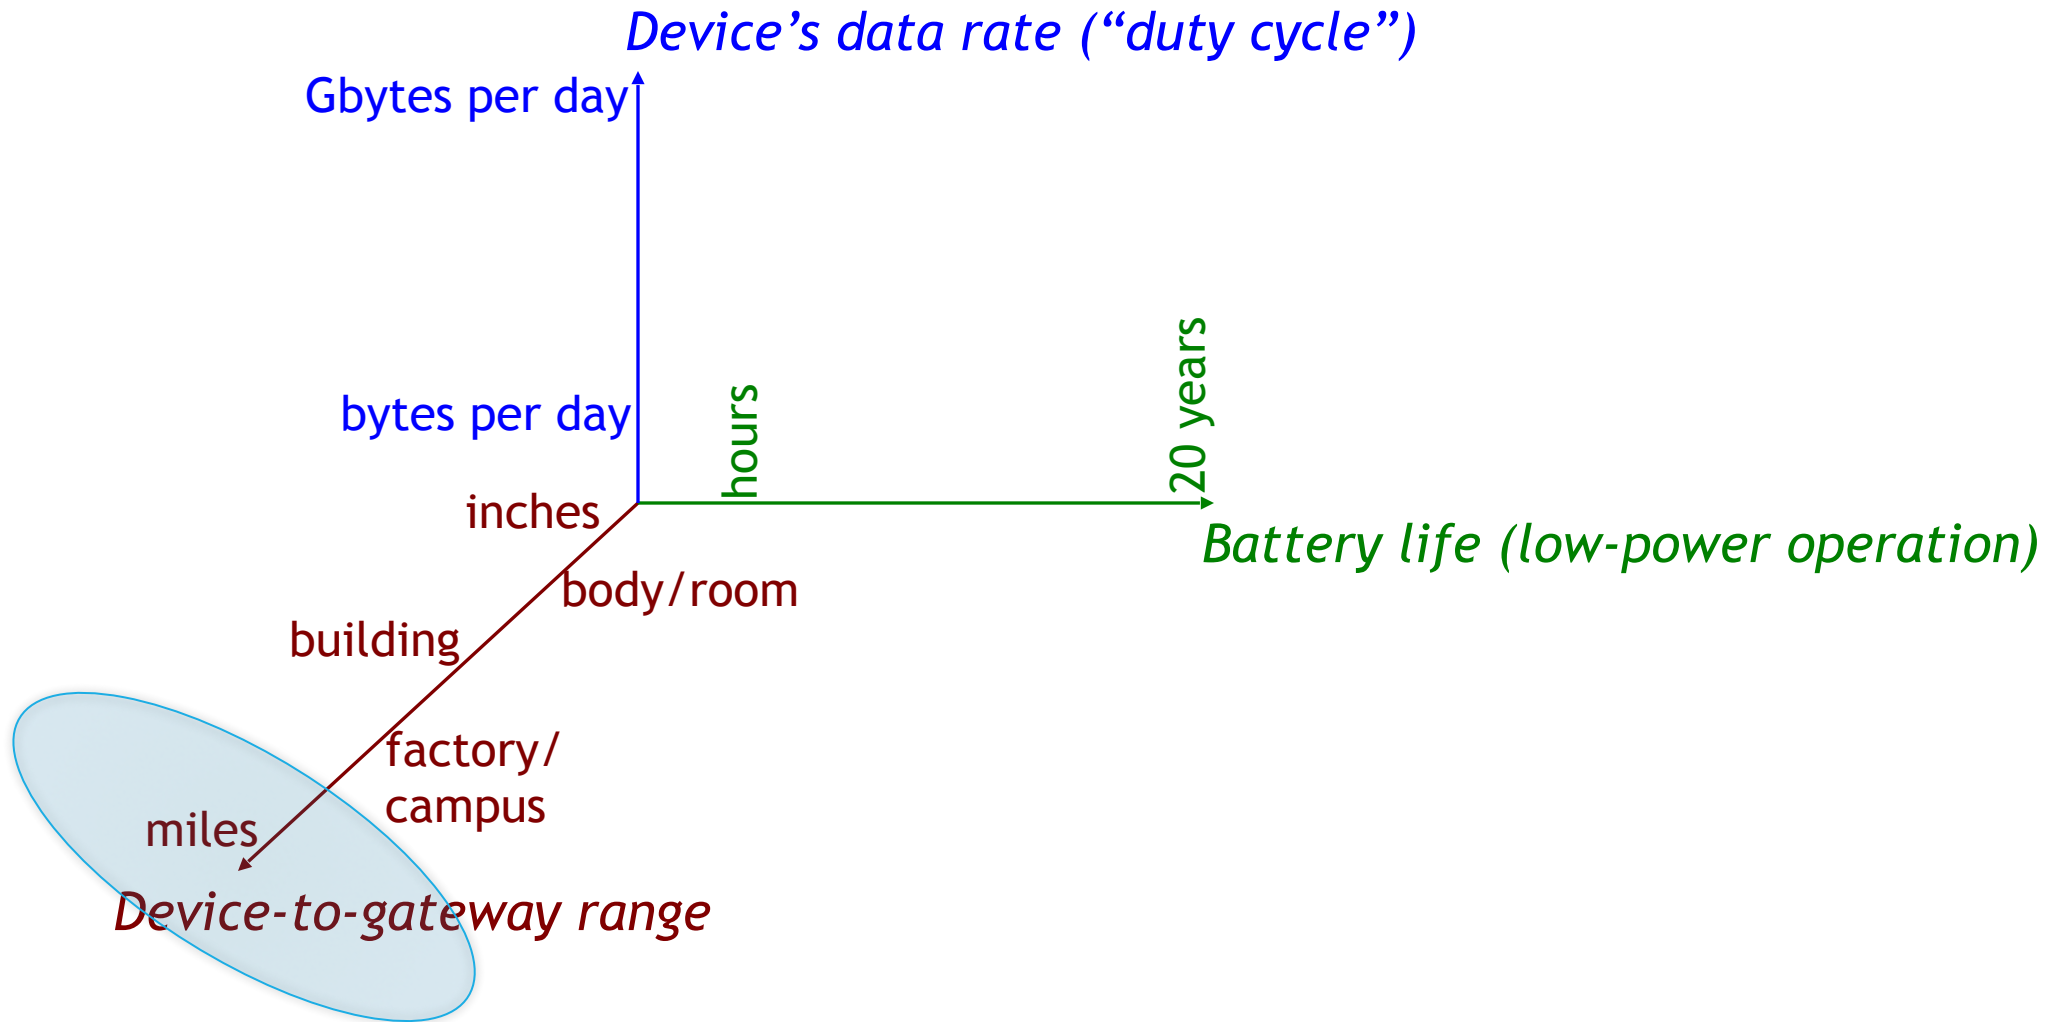 Device’s data rate (“duty cycle”)
Gbytes per day
bytes per day
hours
20 years
inches
Battery life (low-power operation)
body/room
building
factory/
campus
miles
Device-to-gateway range